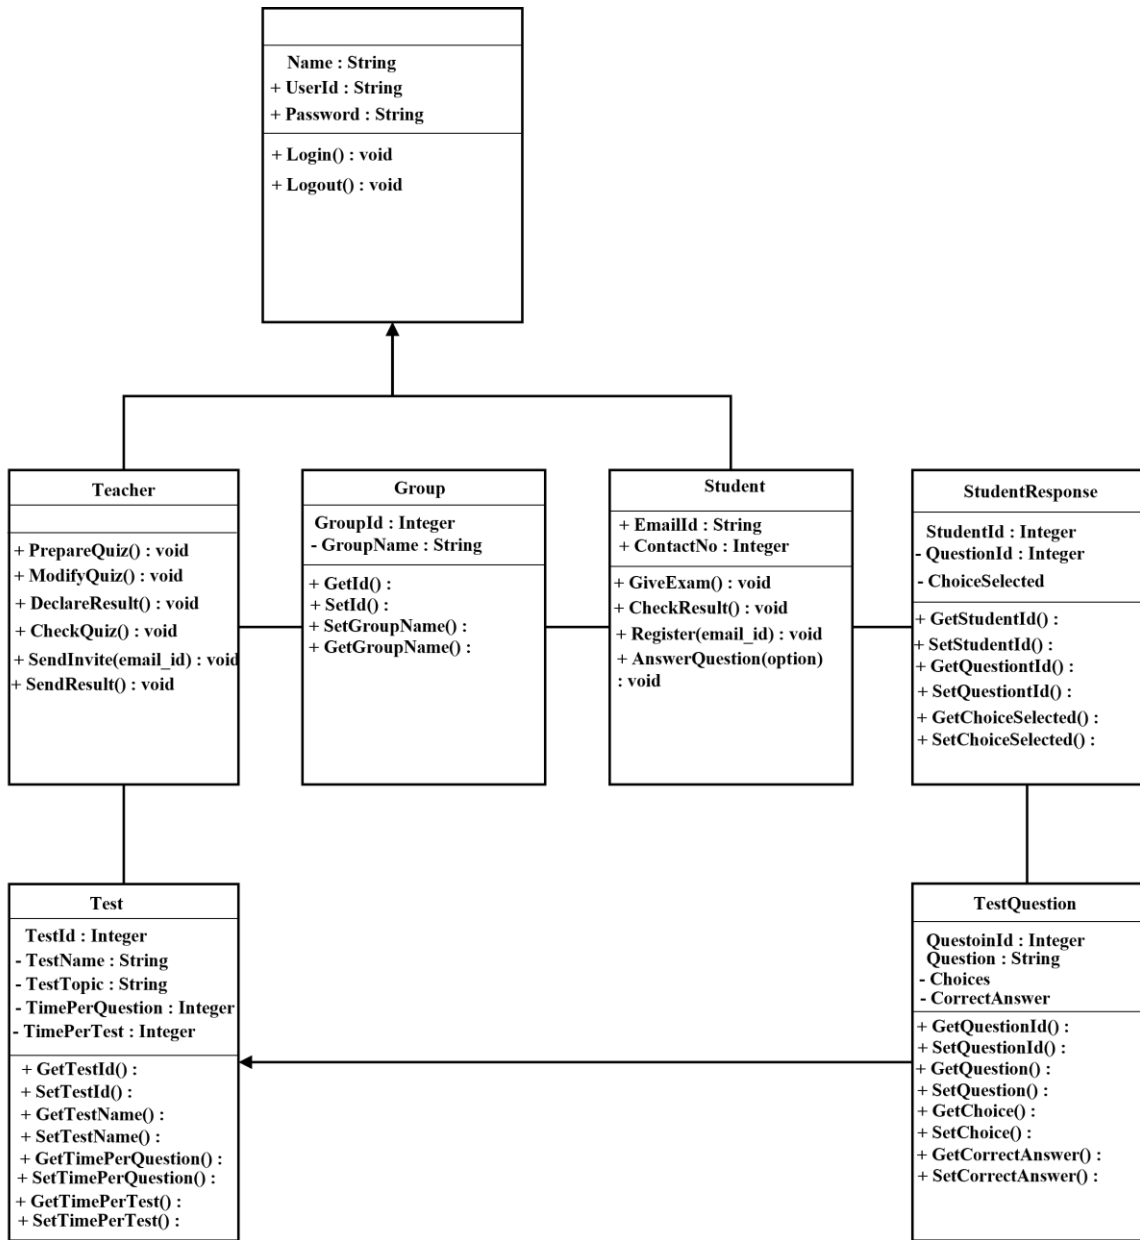 Name : String
+ UserId : String
+ Password : String
+ Login() : void
+ Logout() : void
Teacher
+ PrepareQuiz() : void
+ ModifyQuiz() : void
+ DeclareResult() : void
+ CheckQuiz() : void
+ SendInvite(email_id) : void
+ SendResult() : void
Group
GroupId : Integer
- GroupName : String
+ GetId() :
+ SetId() :
+ SetGroupName() :
+ GetGroupName() :
Student
+ EmailId : String
+ ContactNo : Integer
+ GiveExam() : void
+ CheckResult() : void
+ Register(email_id) : void
+ AnswerQuestion(option)
: void
StudentResponse
StudentId : Integer
- QuestionId : Integer
- ChoiceSelected
+ GetStudentId() :
+ SetStudentId() :
+ GetQuestiontId() :
+ SetQuestiontId() :
+ GetChoiceSelected() :
+ SetChoiceSelected() :
Test
TestId : Integer
- TestName : String
- TestTopic : String
- TimePerQuestion : Integer
- TimePerTest : Integer
+ GetTestId() :
+ SetTestId() :
+ GetTestName() :
+ SetTestName() :
+ GetTimePerQuestion() :
+ SetTimePerQuestion() :
+ GetTimePerTest() :
+ SetTimePerTest() :
TestQuestion
QuestoinId : Integer
Question : String
- Choices
- CorrectAnswer
+ GetQuestionId() :
+ SetQuestionId() :
+ GetQuestion() :
+ SetQuestion() :
+ GetChoice() :
+ SetChoice() :
+ GetCorrectAnswer() :
+ SetCorrectAnswer() :